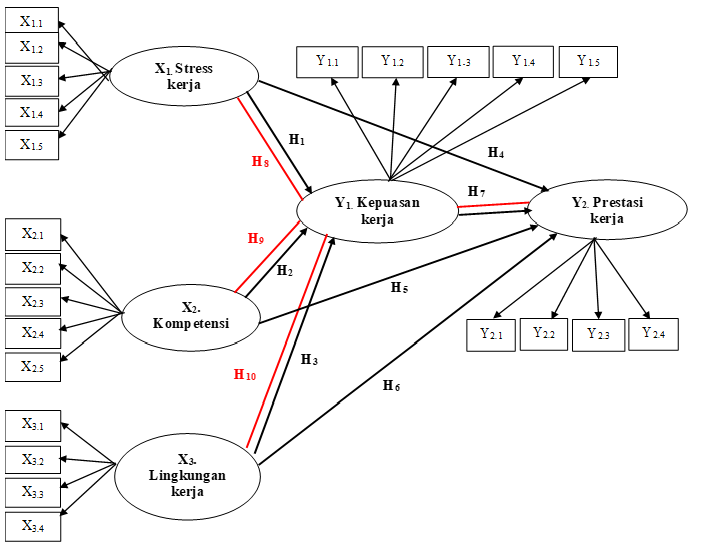 X1.1
X1.2
X1.3
X1.4
X1.5
X1. Stress
kerja
Y1.1
Y1.2
Y1.3
Y1.4
Y1.5
H1
H8
H4
Y1. Kepuasan
kerja
H7
Y2. Prestasi
kerja
X2.1
X2.2
X2.3
X2.4
X2.5
X2.
Kompetensi
H9
H2
H5
Y2.1
Y2.2
Y2.3
Y2.4
H10
H3
H6
X3.1
X3.2
X3.3
X3.4
X3.
Lingkungan
kerja